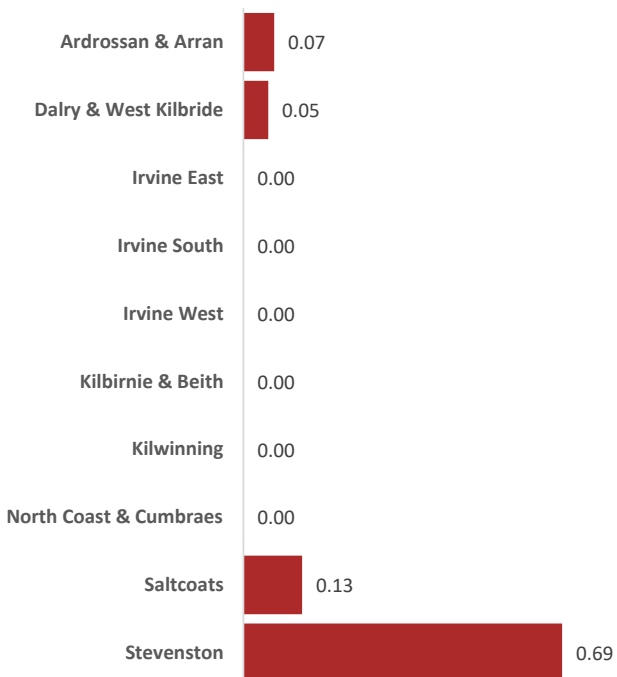 Ardrossan & Arran 0.07
Dalry & West Kilbride 0.05
Irvine East 0.00
Irvine South 0.00
Irvine West 0.00
Kilbirnie & Beith 0.00
Kilwinning 0.00
North Coast & Cumbraes 0.00
Saltcoats 0.13
Stevenston 0.69